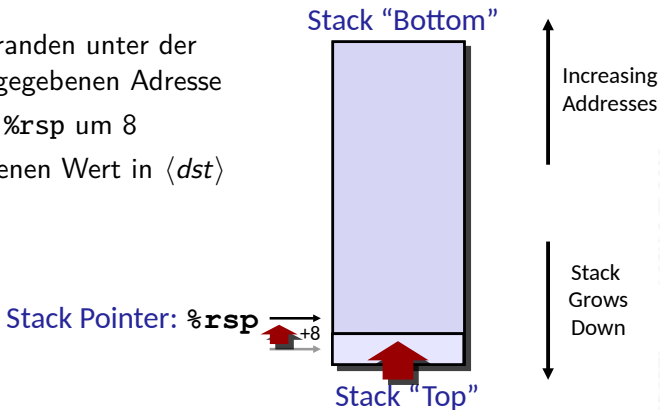 Stack “Bottom”
randen unter der
gegebenen Adresse
%rsp um 8
enen Wert in ⟨dst⟩
Increasing
Addresses
Stack
Grows
Down
Stack Pointer: %rsp
+8
Stack “Top”